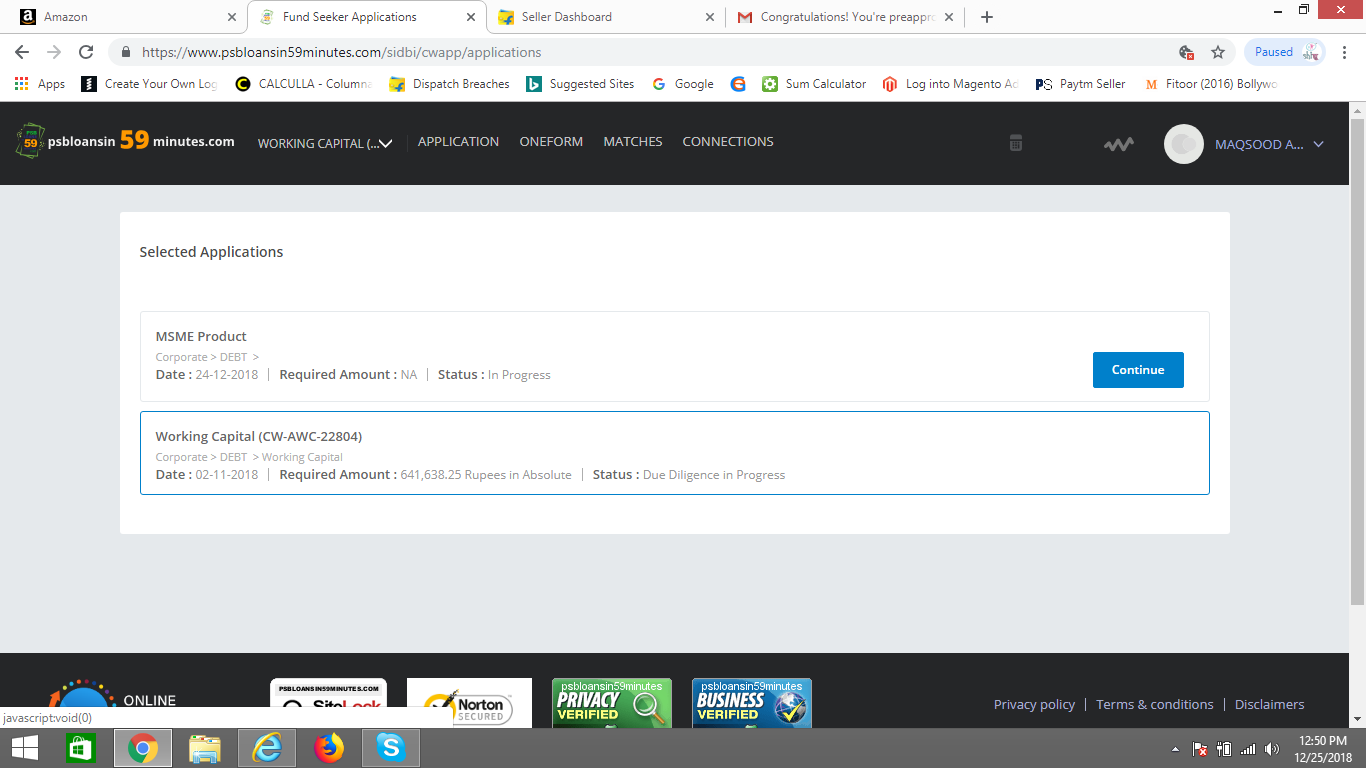 Amazon
Fund Seeker Applications
Seller Dashboard
Congratulations! You're preappro
https://www.psbloansin59minutes.com/sidbi/cwapp/applications
Paused
Apps
Create Your Own Log
CALCULLA - Columna
Dispatch Breaches
Suggested Sites
Google
Sum Calculator
Log into Magento Ad
Paytm Seller
Fitoor (2016) Bollywo
psbloansin 59 minutes.com
WORKING CAPITAL (...
APPLICATION
ONEFORM
MATCHES
CONNECTIONS
MAQSOOD A...
Selected Applications
MSME Product
Corporate > DEBT >
Date : 24-12-2018 | Required Amount : NA | Status : In Progress
Continue
Working Capital (CW-AWC-22804)
Corporate > DEBT > Working Capital
Date : 02-11-2018 | Required Amount : 641,638.25 Rupees in Absolute | Status : Due Diligence in Progress
ONLINE
PSBLOANSIN59MINUTES.COM
SiteLock
Norton
SECURED
psbloansin59minutes
PRIVACY
VERIFIED
psbloansin59minutes
BUSINESS
VERIFIED
Privacy policy | Terms & conditions | Disclaimers
javascript:void(0)
12:50 PM
12/25/2018